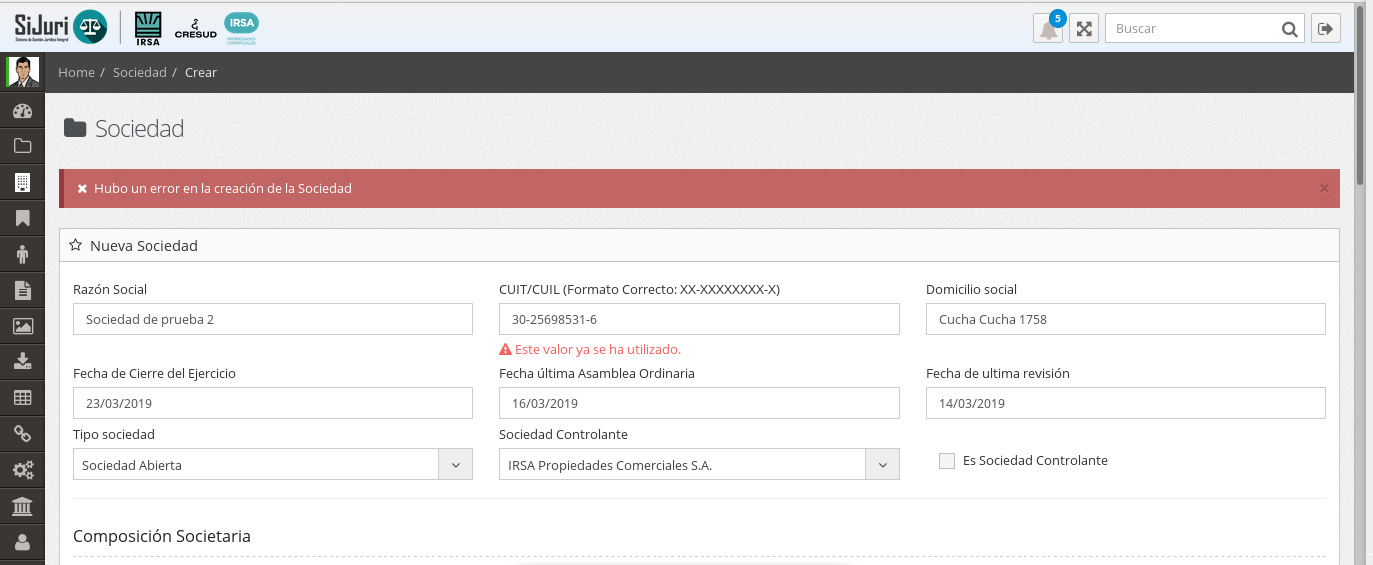 SiJuri
Sistema de Gestión Jurídica Integral
IRSA
CRESUD
IRSA
PROPIEDADES
COMERCIALES
5
Buscar
Home / Sociedad / Crear
Sociedad
Hubo un error en la creación de la Sociedad
Nueva Sociedad
Razón Social
CUIT/CUIL (Formato Correcto: XX-XXXXXXXX-X)
Domicilio social
Sociedad de prueba 2
30-25698531-6
Cucha Cucha 1758
Este valor ya se ha utilizado.
Fecha de Cierre del Ejercicio
Fecha última Asamblea Ordinaria
Fecha de ultima revisión
23/03/2019
16/03/2019
14/03/2019
Tipo sociedad
Sociedad Controlante
Sociedad Abierta
IRSA Propiedades Comerciales S.A.
Es Sociedad Controlante
Composición Societaria